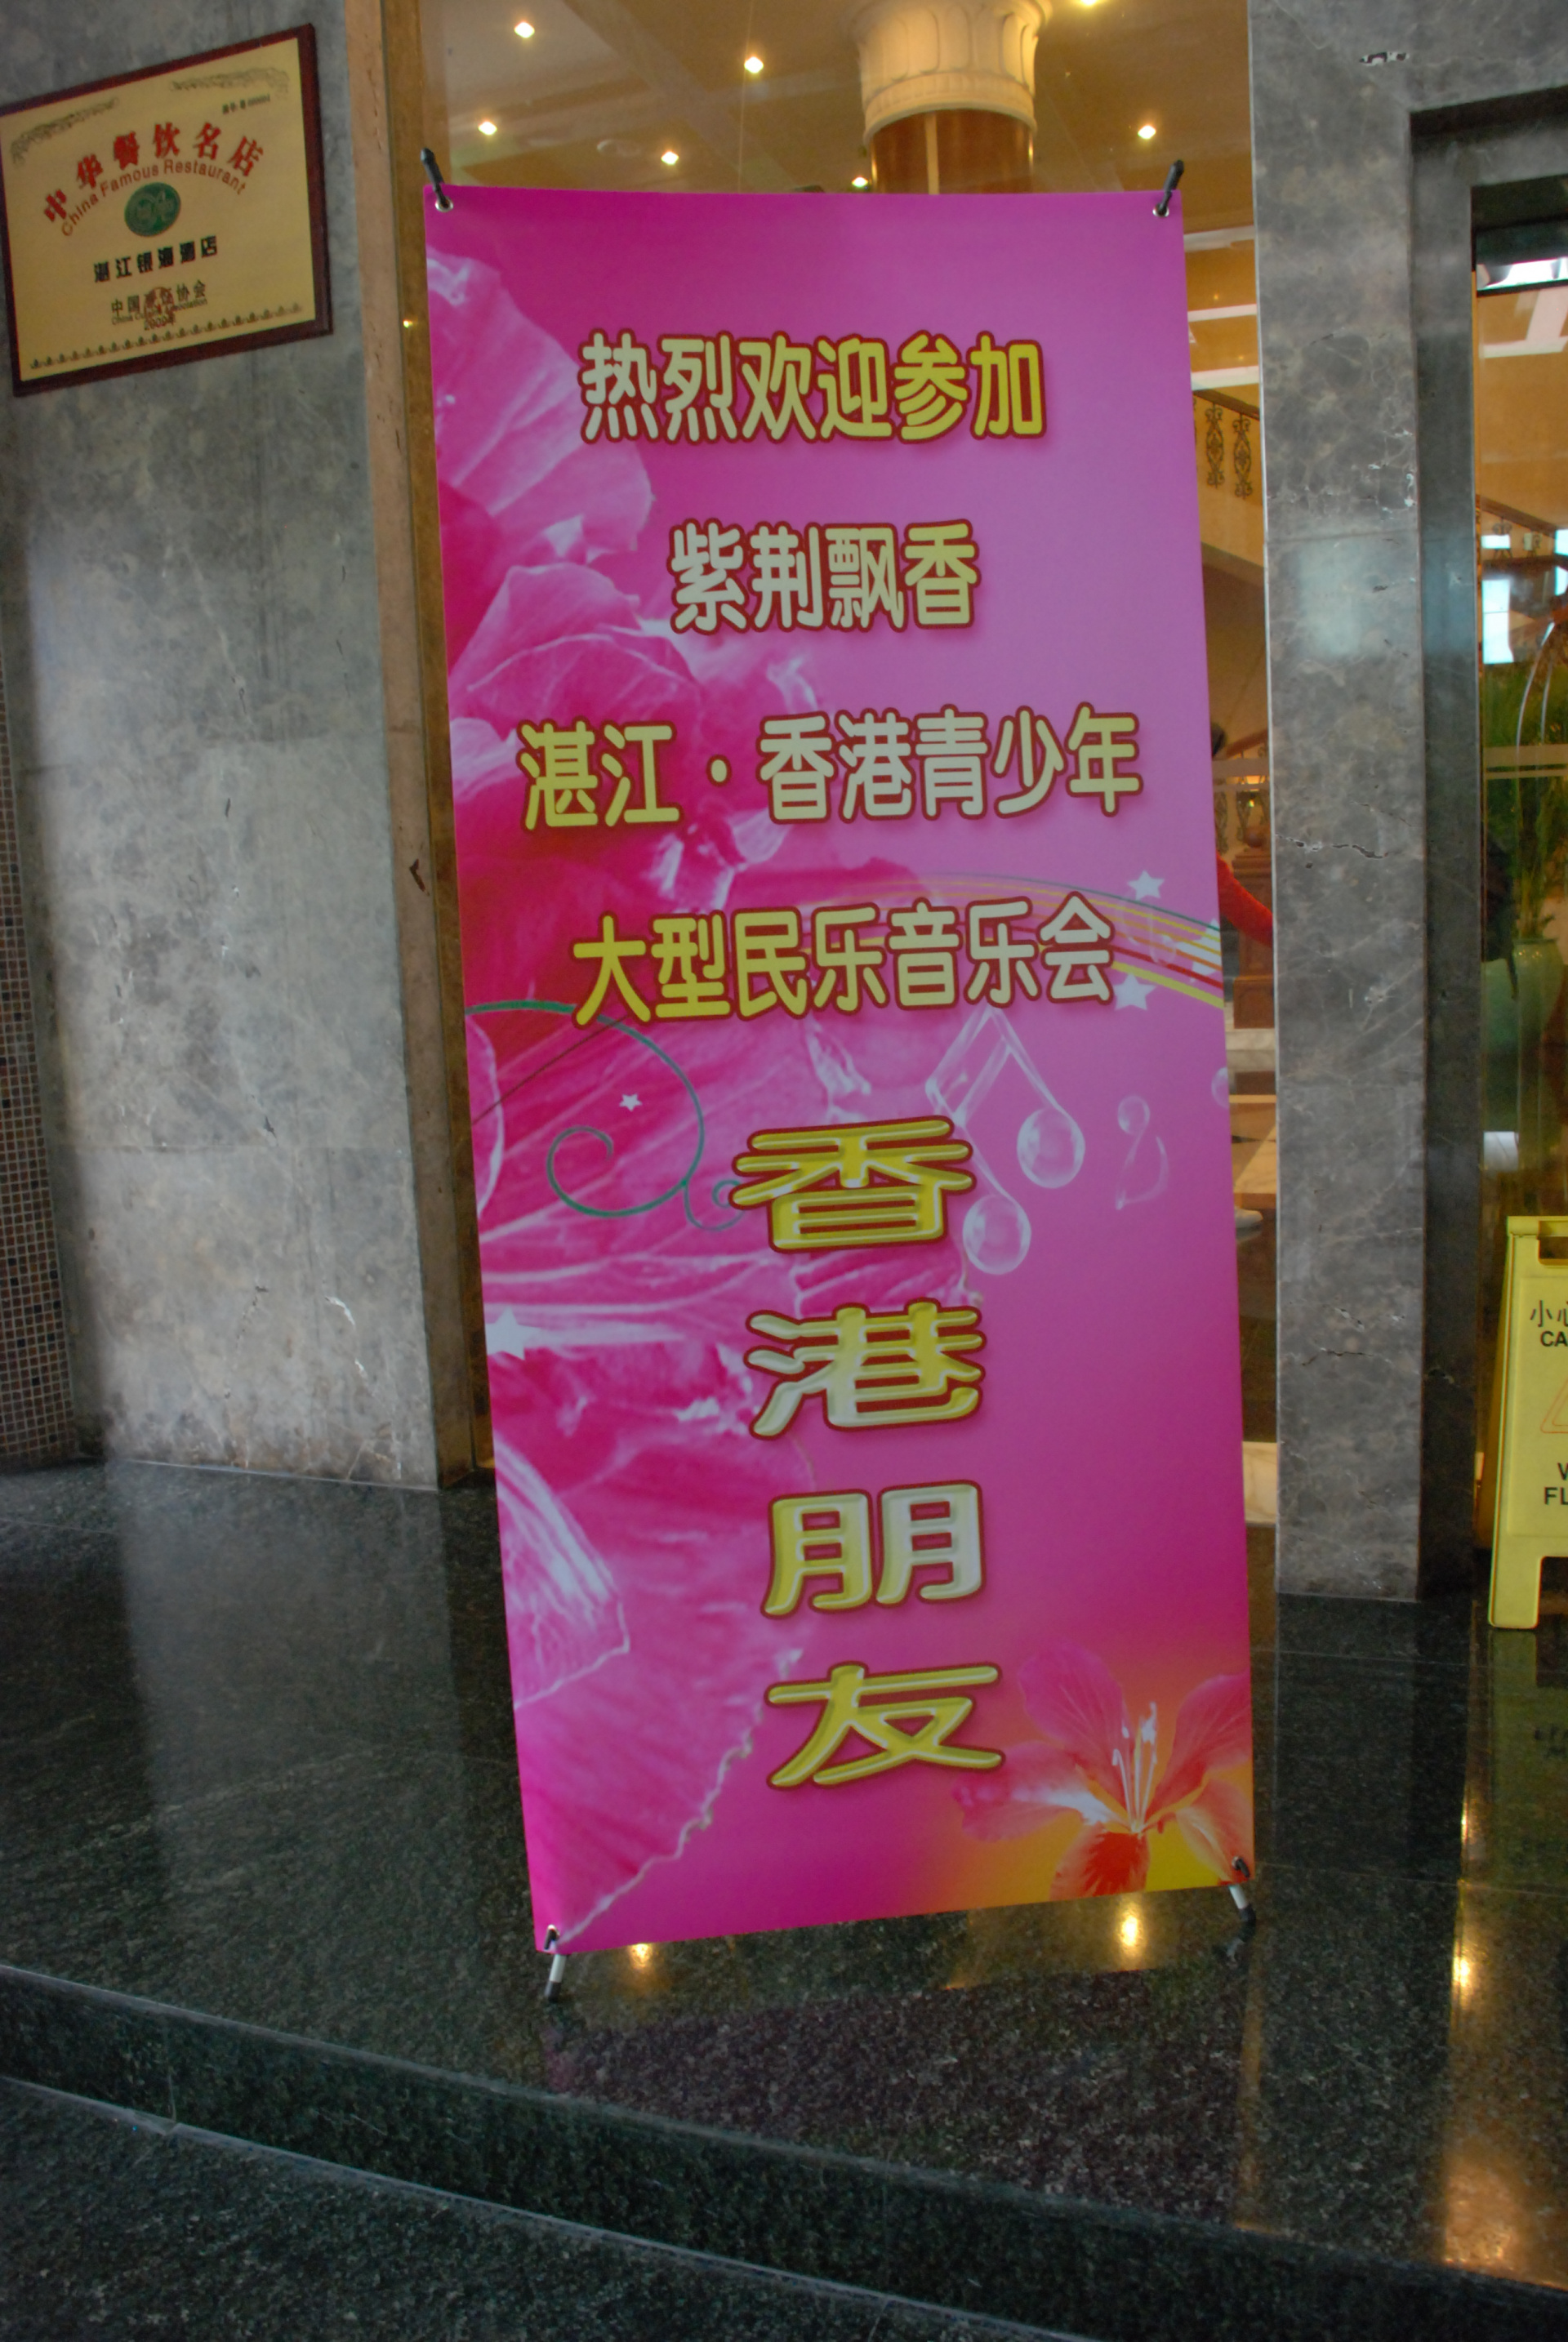 中华餐饮名店
China Famous Restaurant
湛江银海酒店
中国烹饪协会
热烈欢迎参加
紫荆飘香
湛江·香港青少年
大型民乐音乐会
香
港
朋
友
小心
CA
FL